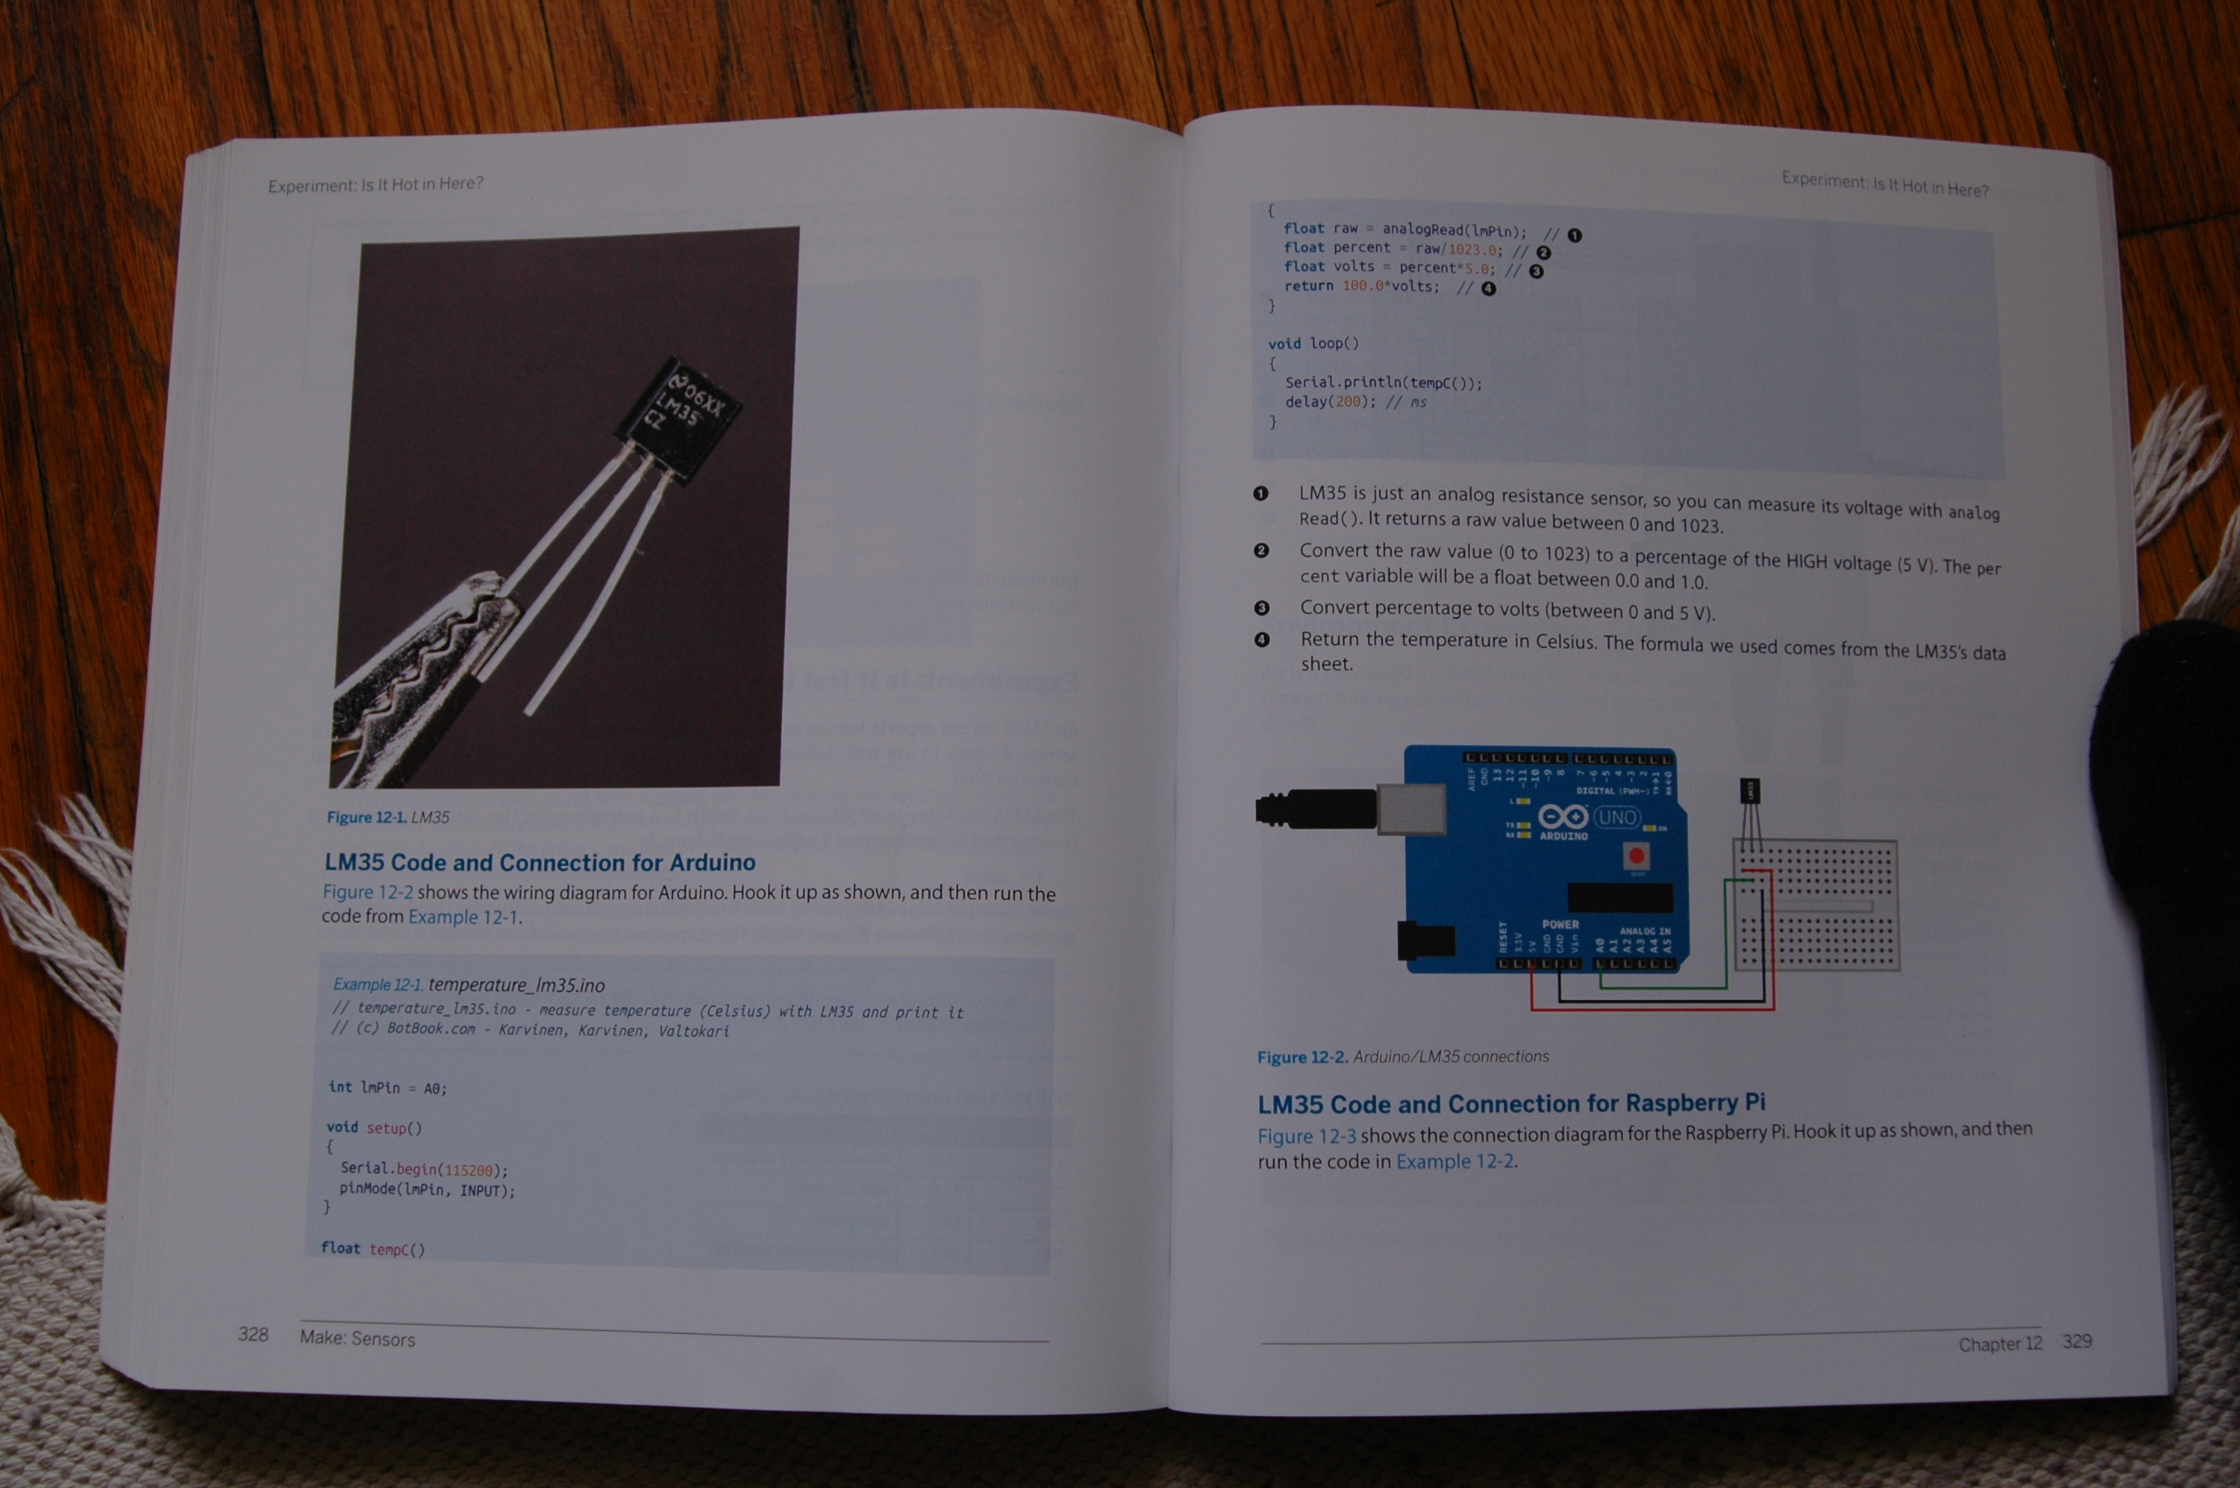 Experiment: Is It Hot in Here?
06XX
LM35
CZ
Figure 12-1. LM35
LM35 Code and Connection for Arduino
Figure 12-2 shows the wiring diagram for Arduino. Hook it up as shown, and then run the
code from Example 12-1.
Example 12-1. temperature_lm35.ino
// temperature_lm35.ino - measure temperature (Celsius) with LM35 and print it
// (c) BotBook.com - Karvinen, Karvinen, Valtokari
int lmPin = A0;
void setup()
{
Serial.begin(115200);
pinMode(lmPin, INPUT);
}
float tempC()
328 Make: Sensors
Experiment: Is It Hot in Here?
{
float raw = analogRead(lmPin); // ❶
float percent = raw/1023.0; // ❷
float volts = percent*5.0; // ❸
return 100.0*volts; // ❹
}
void loop()
{
Serial.println(tempC());
delay(200); // ms
}
❶ LM35 is just an analog resistance sensor, so you can measure its voltage with analog
Read(). It returns a raw value between 0 and 1023.
❷ Convert the raw value (0 to 1023) to a percentage of the HIGH voltage (5 V). The per
cent variable will be a float between 0.0 and 1.0.
❸ Convert percentage to volts (between 0 and 5 V).
❹ Return the temperature in Celsius. The formula we used comes from the LM35's data
sheet.
AREF GND 13 12 ~11 ~10 ~9 8 7 ~6 ~5 4 ~3 2 TX→1 RX←0
DIGITAL (PWM~)
L
TX
RX
ARDUINO
UNO
ON
RESET
LM35
POWER
ANALOG IN
RESET 3.3V 5V GND GND Vin A0 A1 A2 A3 A4 A5
Figure 12-2. Arduino/LM35 connections
LM35 Code and Connection for Raspberry Pi
Figure 12-3 shows the connection diagram for the Raspberry Pi. Hook it up as shown, and then
run the code in Example 12-2.
Chapter 12 329